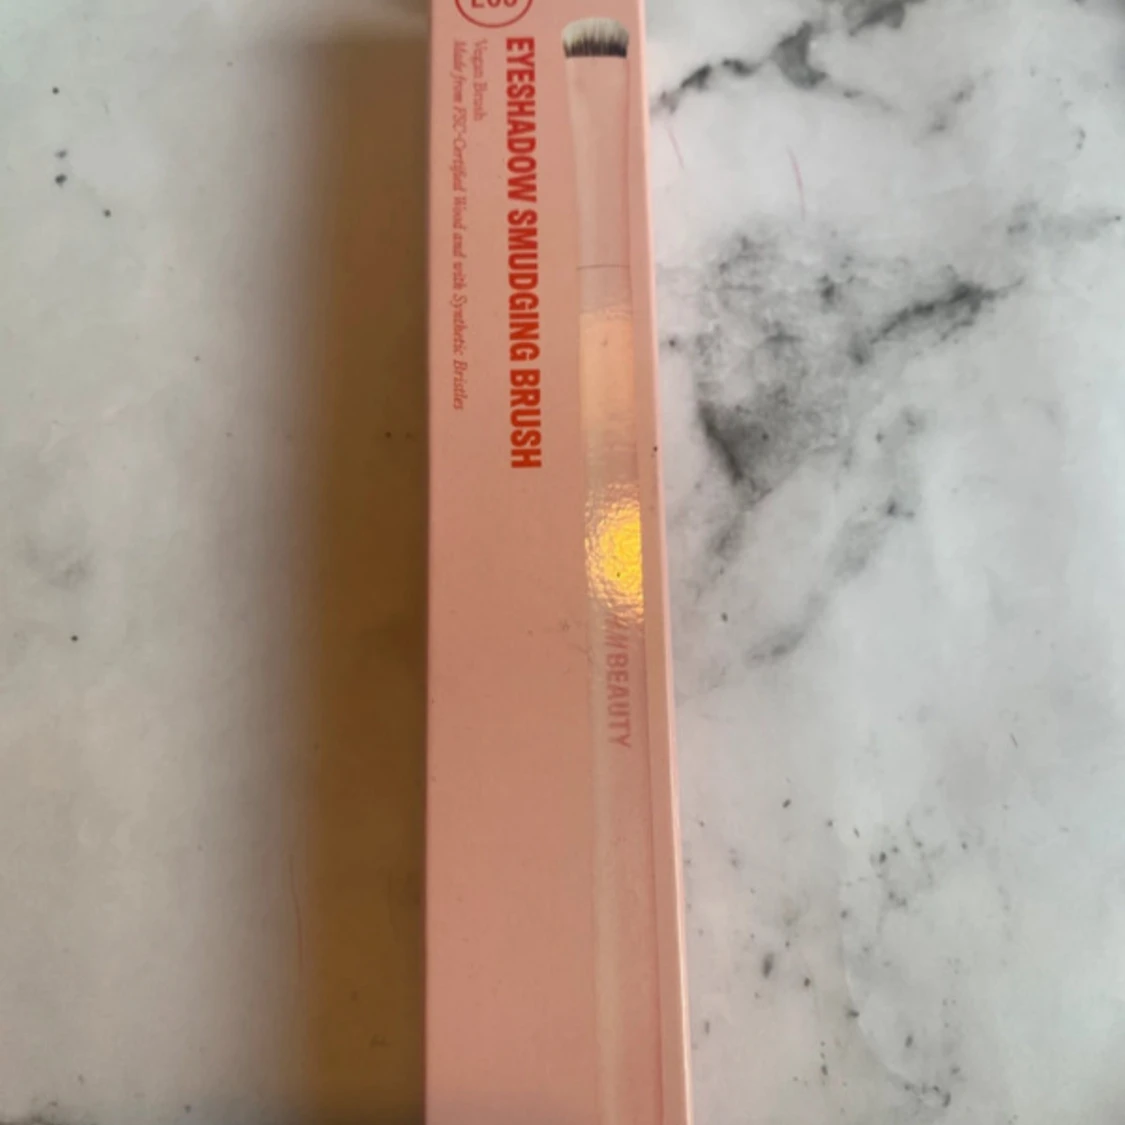 EYESHADOW SMUDGING BRUSH
Vegan Brush
Made from FSC-Certified Wood and with Synthetic Bristles
BEAUTY